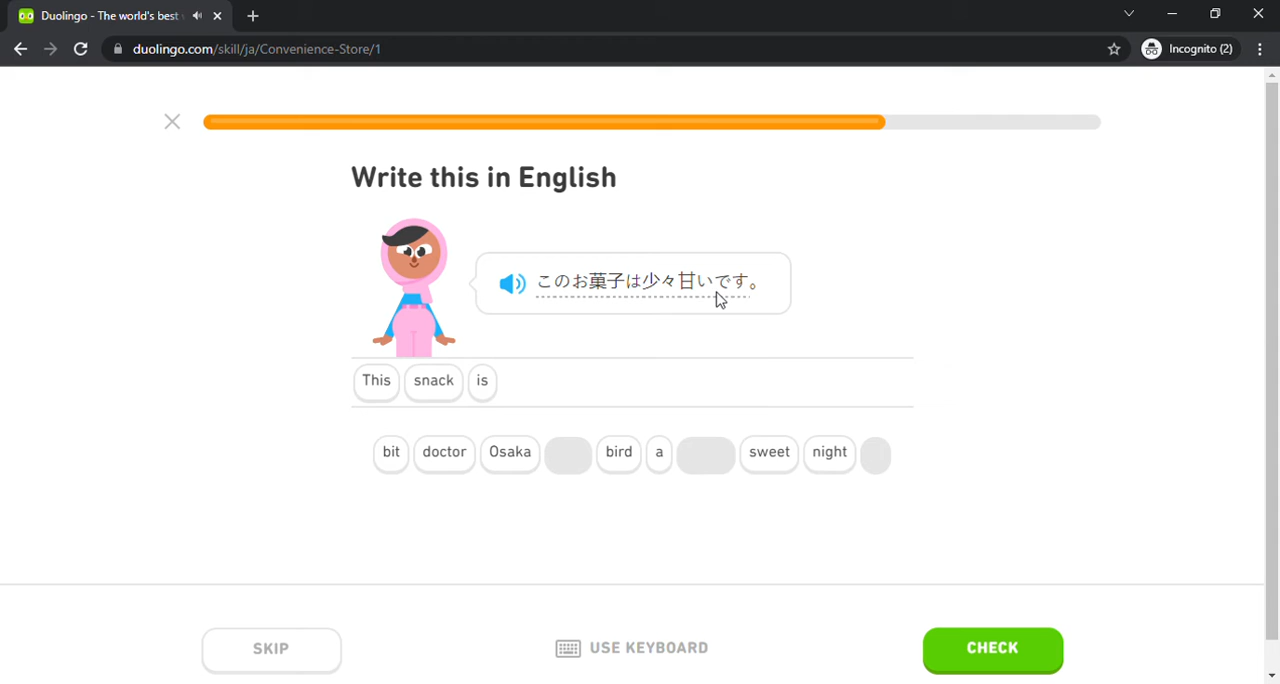 Duolingo - The world's best
duolingo.com/skill/ja/Convenience-Store/1
Incognito (2)
Write this in English
このお菓子は少々甘いです。
This snack is
bit doctor Osaka bird a sweet night
SKIP
USE KEYBOARD
CHECK